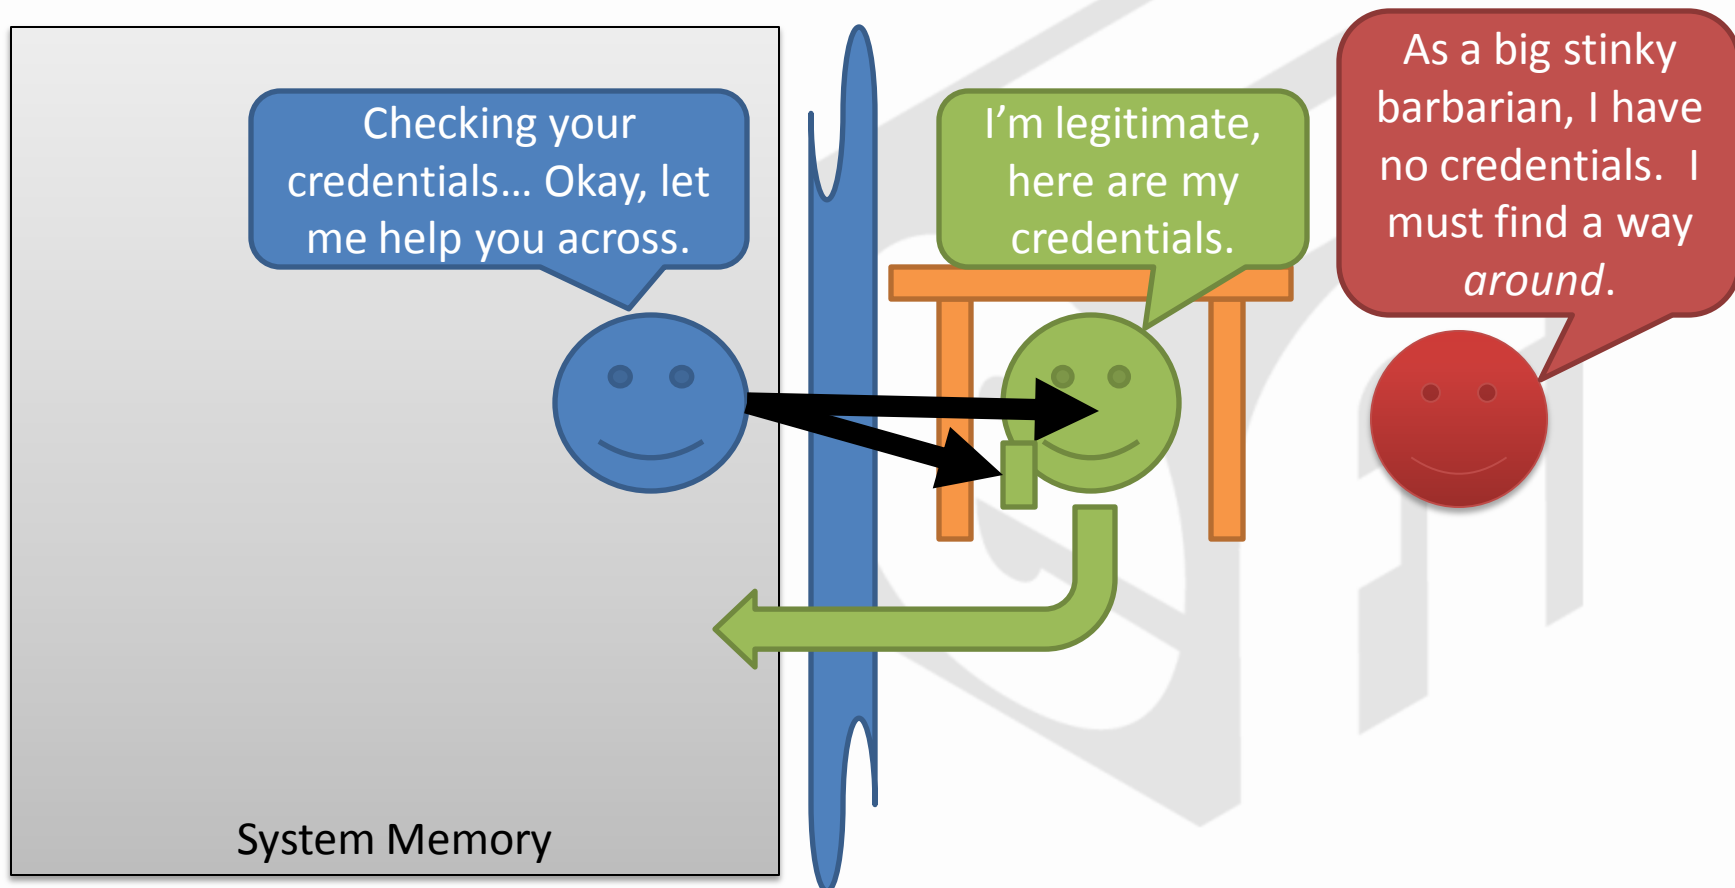 Checking your
credentials… Okay, let
me help you across.
I’m legitimate,
here are my
credentials.
As a big stinky
barbarian, I have
no credentials.  I
must find a way
around.
System Memory